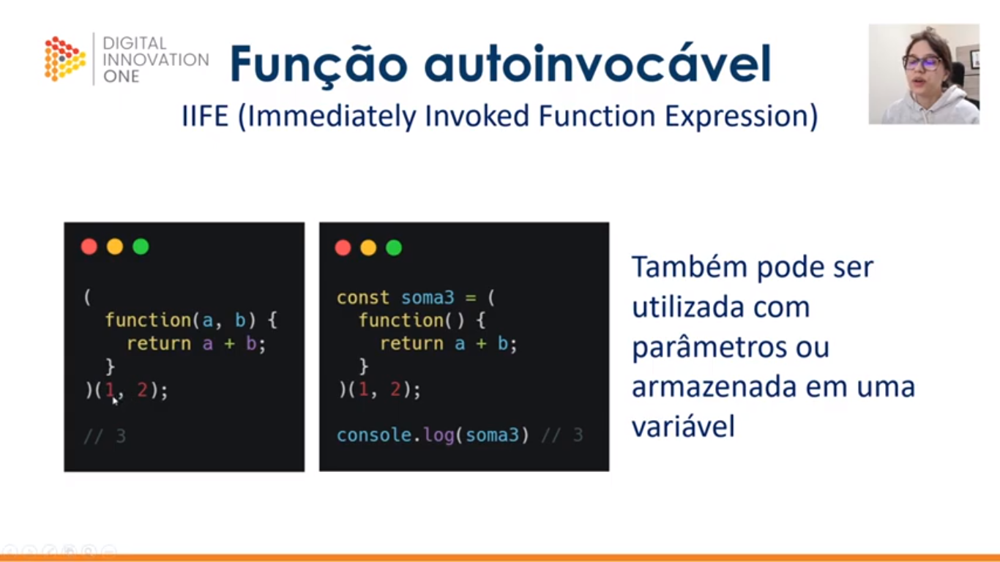 DIGITAL
INNOVATION
ONE
Função autoinvocável
IIFE (Immediately Invoked Function Expression)
(
function(a, b) {
return a + b;
}
)(1, 2);
// 3
const soma3 = (
function() {
return a + b;
}
)(1, 2);
console.log(soma3) // 3
Também pode ser
utilizada com
parâmetros ou
armazenada em uma
variável